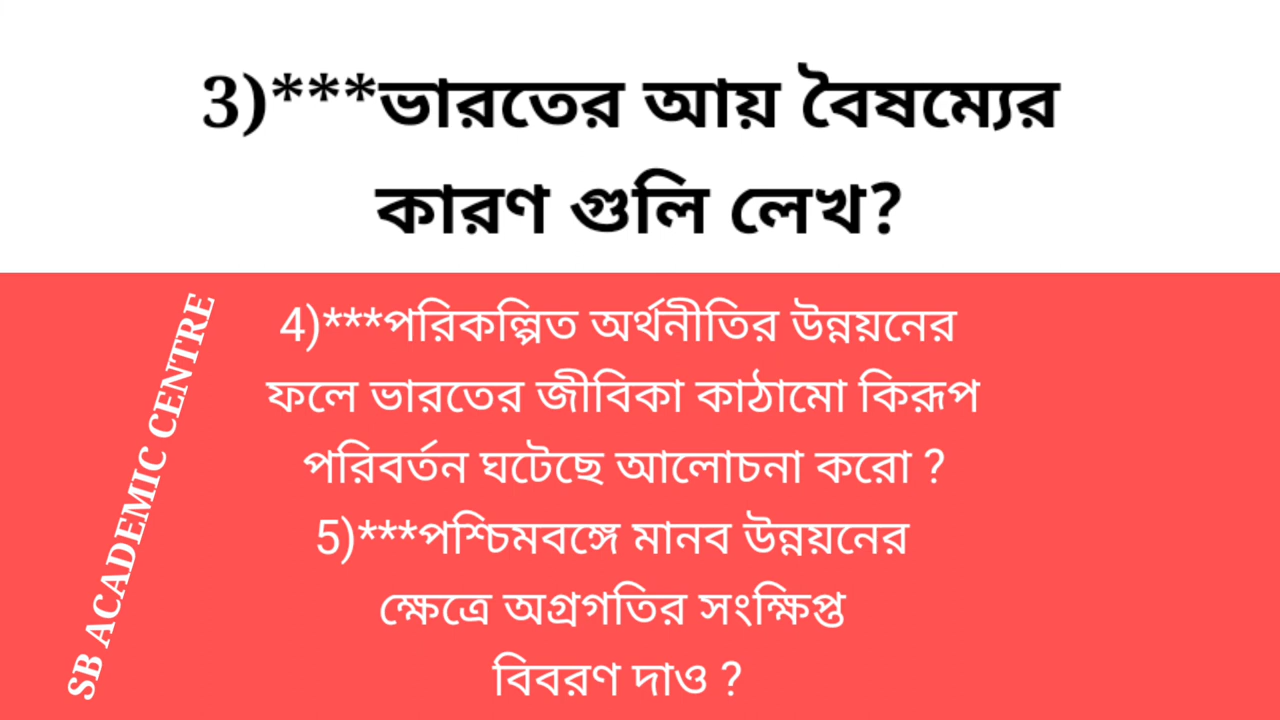 3)***ভারতের আয় বৈষম্যের
কারণ গুলি লেখ?
4)***পরিকল্পিত অর্থনীতির উন্নয়নের
ফলে ভারতের জীবিকা কাঠামো কিরূপ
পরিবর্তন ঘটেছে আলোচনা করো ?
5)***পশ্চিমবঙ্গে মানব উন্নয়নের
ক্ষেত্রে অগ্রগতির সংক্ষিপ্ত
বিবরণ দাও ?
SB ACADEMIC CENTRE